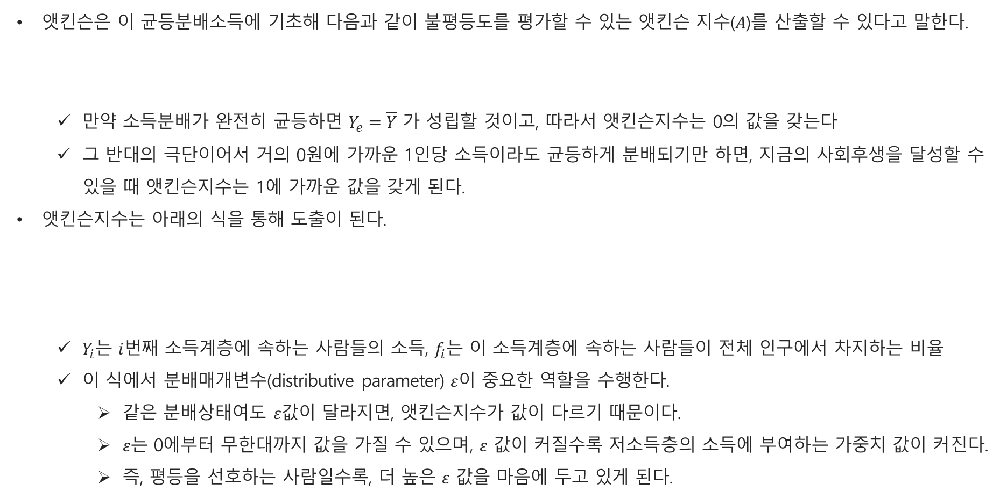 • 앳킨슨은 이 균등분배소득에 기초해 다음과 같이 불평등도를 평가할 수 있는 앳킨슨 지수(A)를 산출할 수 있다고 말한다.
✓ 만약 소득분배가 완전히 균등하면 Yₑ = Y̅ 가 성립할 것이고, 따라서 앳킨슨지수는 0의 값을 갖는다
✓ 그 반대의 극단이어서 거의 0원에 가까운 1인당 소득이라도 균등하게 분배되기만 하면, 지금의 사회후생을 달성할 수
있을 때 앳킨슨지수는 1에 가까운 값을 갖게 된다.
• 앳킨슨지수는 아래의 식을 통해 도출이 된다.
✓ Yᵢ는 i번째 소득계층에 속하는 사람들의 소득, fᵢ는 이 소득계층에 속하는 사람들이 전체 인구에서 차지하는 비율
✓ 이 식에서 분배매개변수(distributive parameter) ε이 중요한 역할을 수행한다.
➢ 같은 분배상태여도 ε값이 달라지면, 앳킨슨지수가 값이 다르기 때문이다.
➢ ε는 0에부터 무한대까지 값을 가질 수 있으며, ε 값이 커질수록 저소득층의 소득에 부여하는 가중치 값이 커진다.
➢ 즉, 평등을 선호하는 사람일수록, 더 높은 ε 값을 마음에 두고 있게 된다.